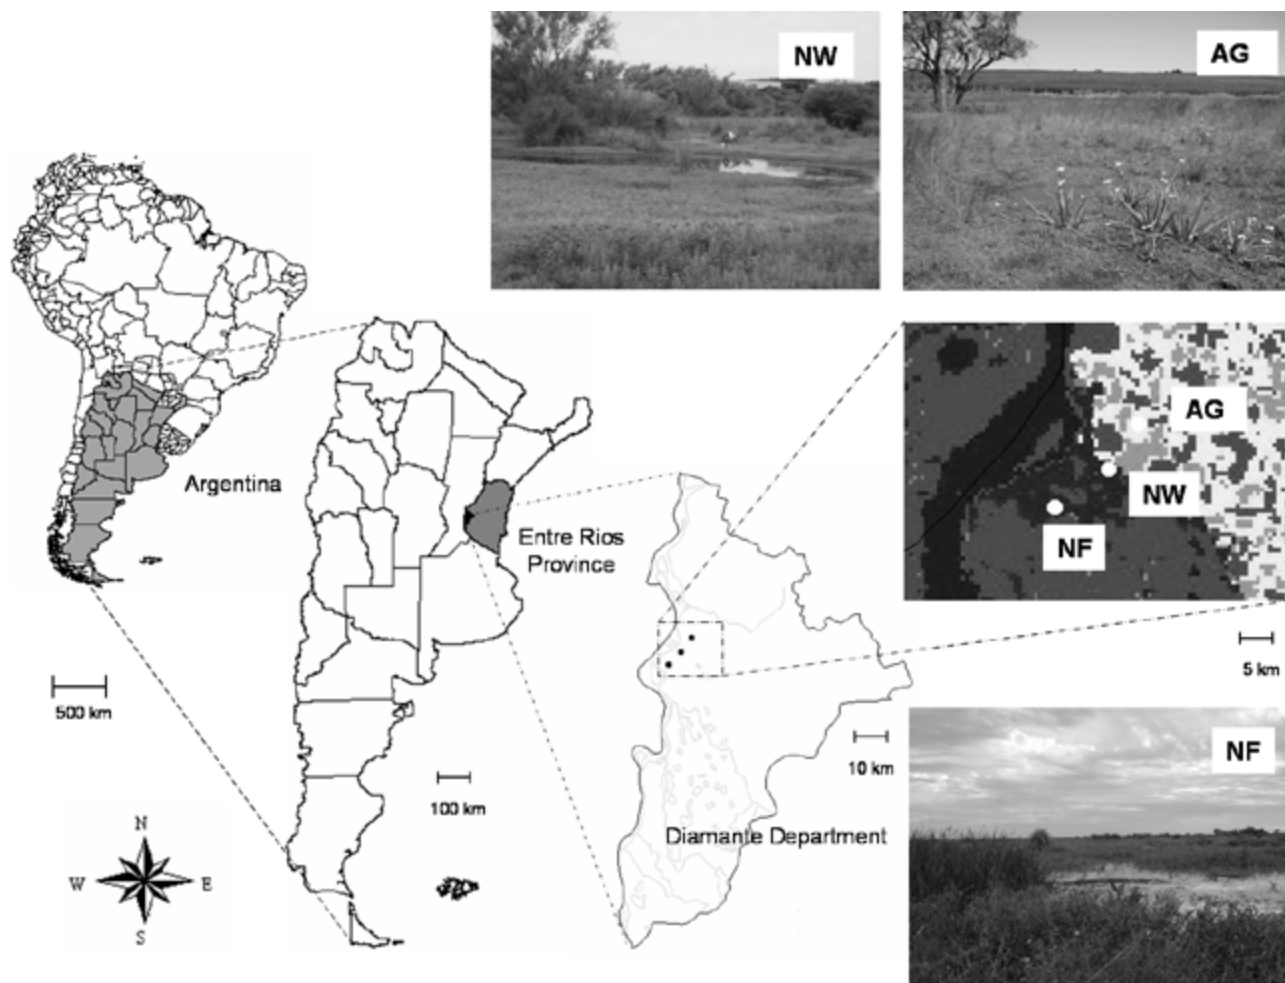 NW
AG
Argentina
AG
NW
NF
Entre Rios
Province
5 km
500 km
NF
10 km
100 km
Diamante Department
N
W
E
S